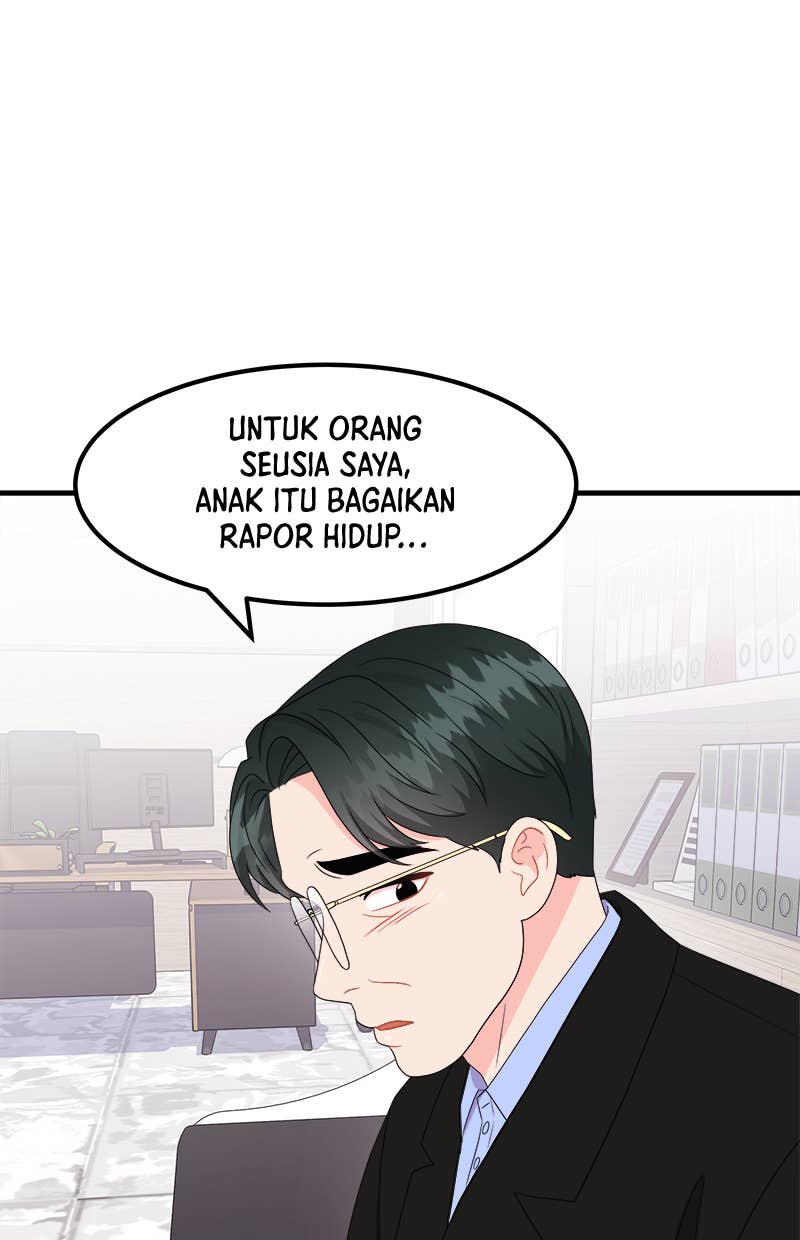 UNTUK ORANG
SEUSIA SAYA,
ANAK ITU BAGAIKAN
RAPOR HIDUP...